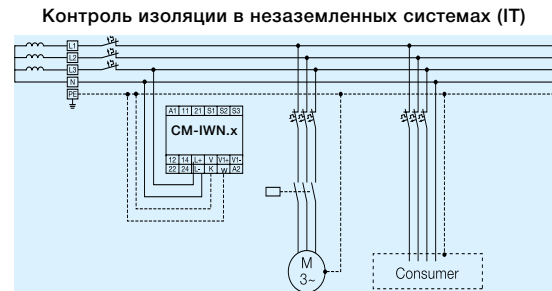 Контроль изоляции в незаземленных системах (IT)
L1
L2
L3
N
PE
A1 11 21 S1 S2 S3
CM-IWN.x
12 14 L+ V V1+ V1-
22 24 L- K W A2
M
3~
Consumer